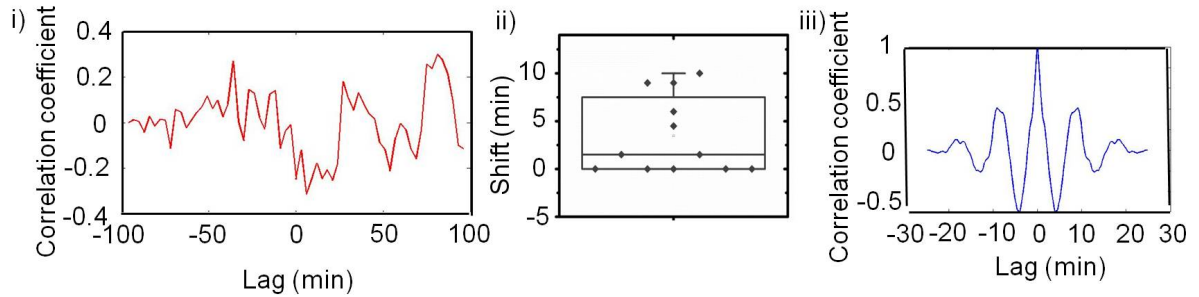 i)
Correlation coefficient
0.4
0.2
0
-0.2
-0.4
-100 -50 0 50 100
Lag (min)
ii)
Shift (min)
10
5
0
-5
iii)
Correlation coefficient
1
0.5
0
-0.5
-30 -20 -10 0 10 20 30
Lag (min)